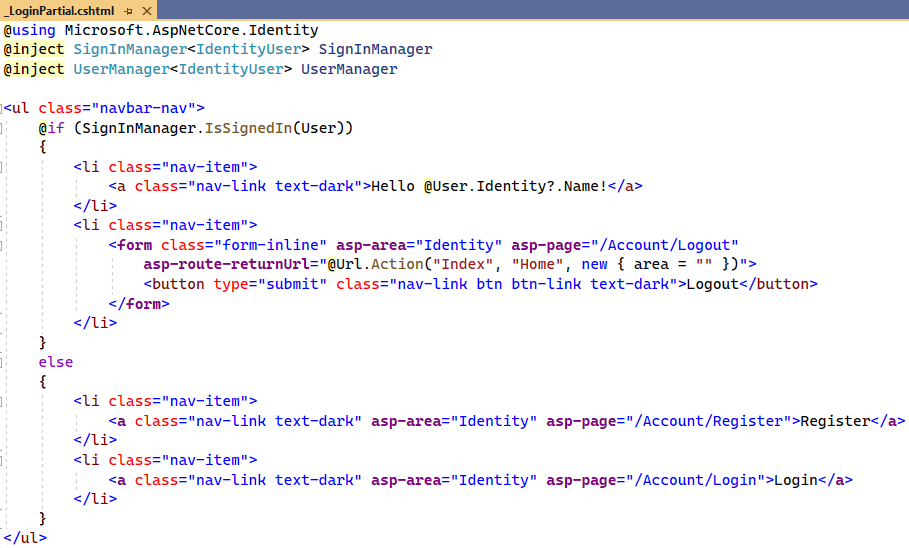 _LoginPartial.cshtml
@using Microsoft.AspNetCore.Identity
@inject SignInManager<IdentityUser> SignInManager
@inject UserManager<IdentityUser> UserManager
<ul class="navbar-nav">
    @if (SignInManager.IsSignedIn(User))
    {
        <li class="nav-item">
            <a class="nav-link text-dark">Hello @User.Identity?.Name!</a>
        </li>
        <li class="nav-item">
            <form class="form-inline" asp-area="Identity" asp-page="/Account/Logout"
                asp-route-returnUrl="@Url.Action("Index", "Home", new { area = "" })">
                <button type="submit" class="nav-link btn btn-link text-dark">Logout</button>
            </form>
        </li>
    }
    else
    {
        <li class="nav-item">
            <a class="nav-link text-dark" asp-area="Identity" asp-page="/Account/Register">Register</a>
        </li>
        <li class="nav-item">
            <a class="nav-link text-dark" asp-area="Identity" asp-page="/Account/Login">Login</a>
        </li>
    }
</ul>